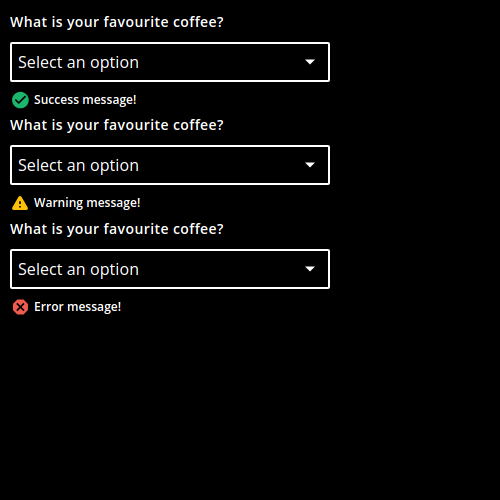 What is your favourite coffee?
Select an option
Success message!
What is your favourite coffee?
Select an option
Warning message!
What is your favourite coffee?
Select an option
Error message!